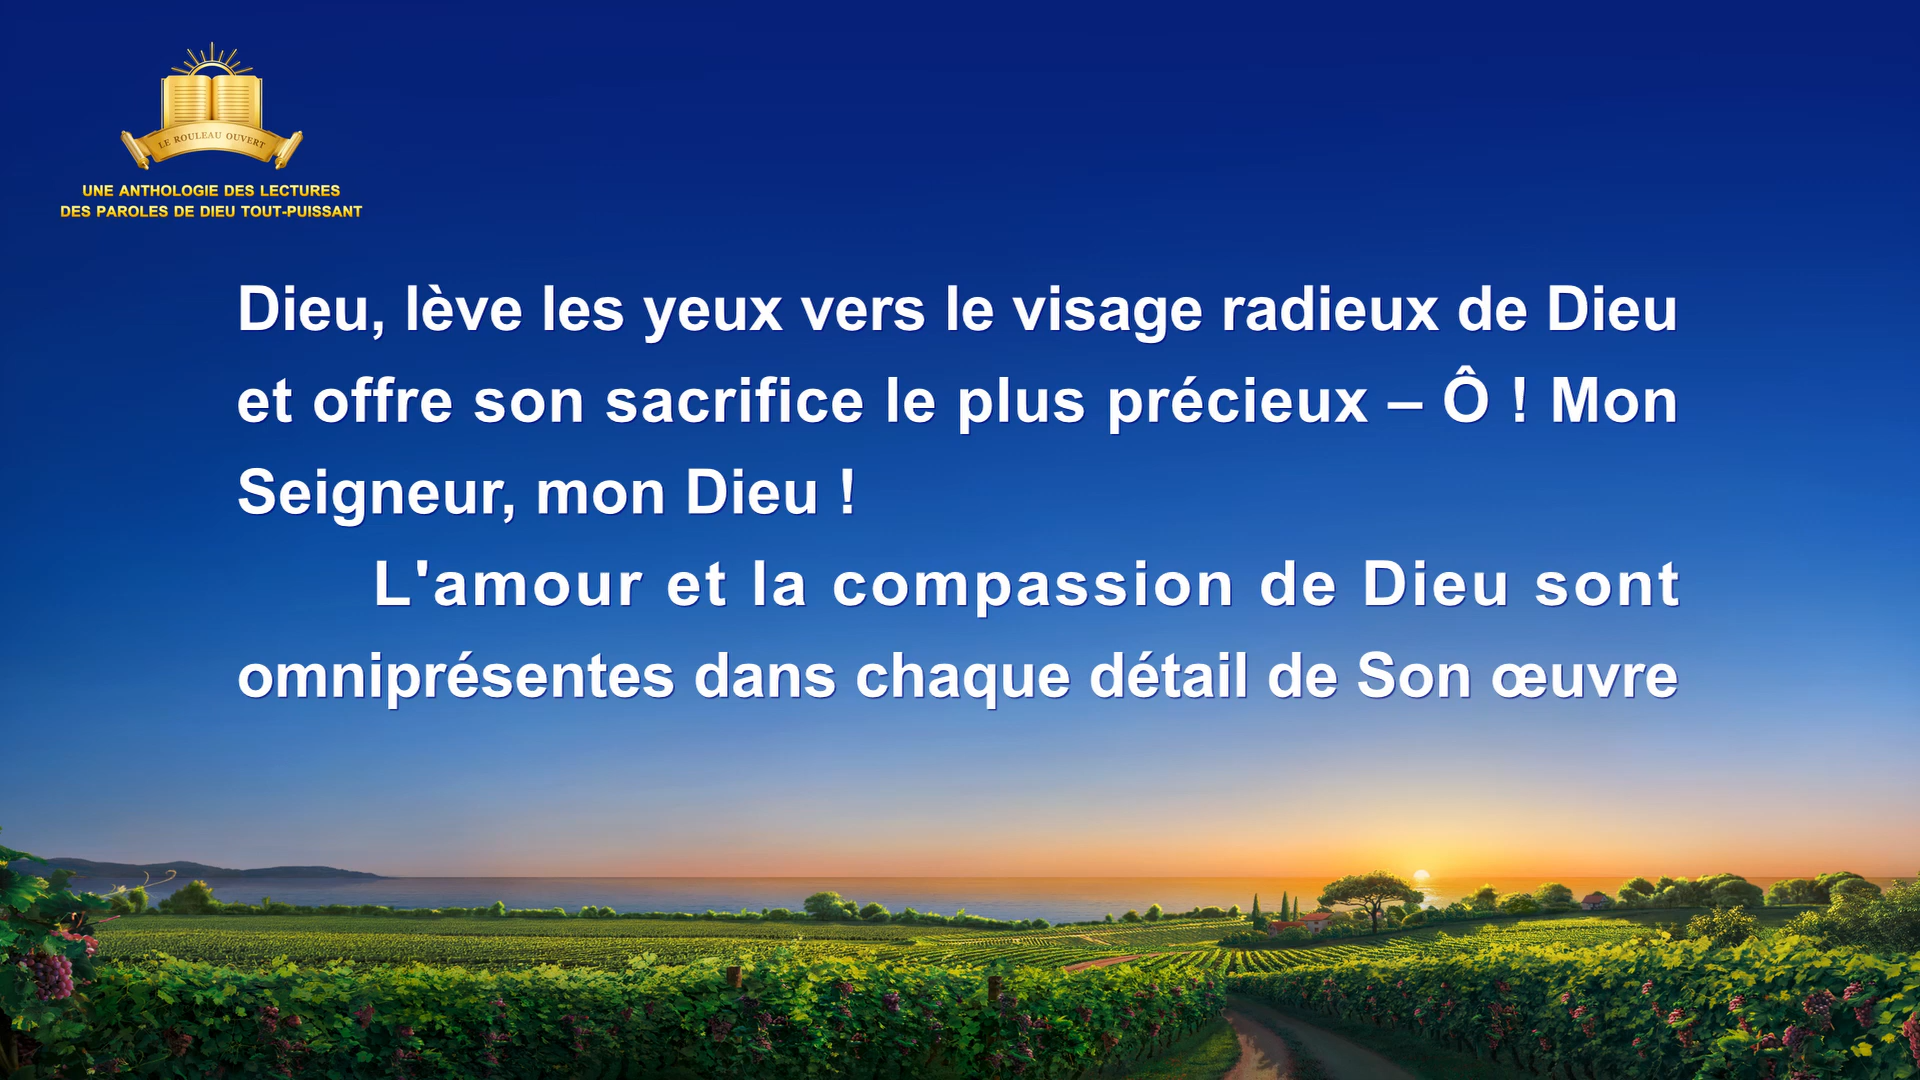 LE ROULEAU OUVERT
UNE ANTHOLOGIE DES LECTURES
DES PAROLES DE DIEU TOUT-PUISSANT
Dieu, lève les yeux vers le visage radieux de Dieu
et offre son sacrifice le plus précieux – Ô ! Mon
Seigneur, mon Dieu !
L'amour et la compassion de Dieu sont
omniprésentes dans chaque détail de Son œuvre